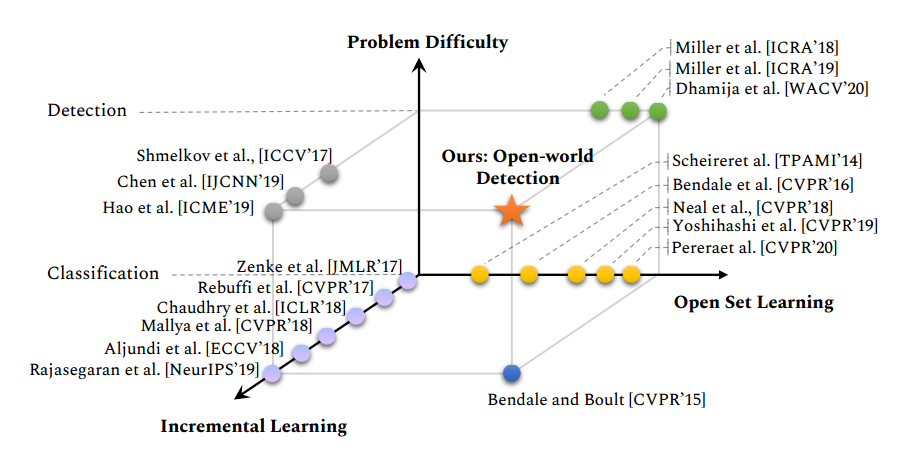 Problem Difficulty
Miller et al. [ICRA'18]
Miller et al. [ICRA'19]
Dhamija et al. [WACV'20]
Detection
Shmelkov et al., [ICCV'17]
Chen et al. [IJCNN'19]
Hao et al. [ICME'19]
Ours: Open-world
Detection
Scheireret al. [TPAMI'14]
Bendale et al. [CVPR'16]
Neal et al., [CVPR'18]
Yoshihashi et al. [CVPR'19]
Pereraet al. [CVPR'20]
Classification
Zenke et al. [JMLR'17]
Rebuffi et al. [CVPR'17]
Chaudhry et al. [ICLR'18]
Mallya et al. [CVPR'18]
Aljundi et al. [ECCV'18]
Rajasegaran et al. [NeurIPS'19]
Open Set Learning
Bendale and Boult [CVPR'15]
Incremental Learning